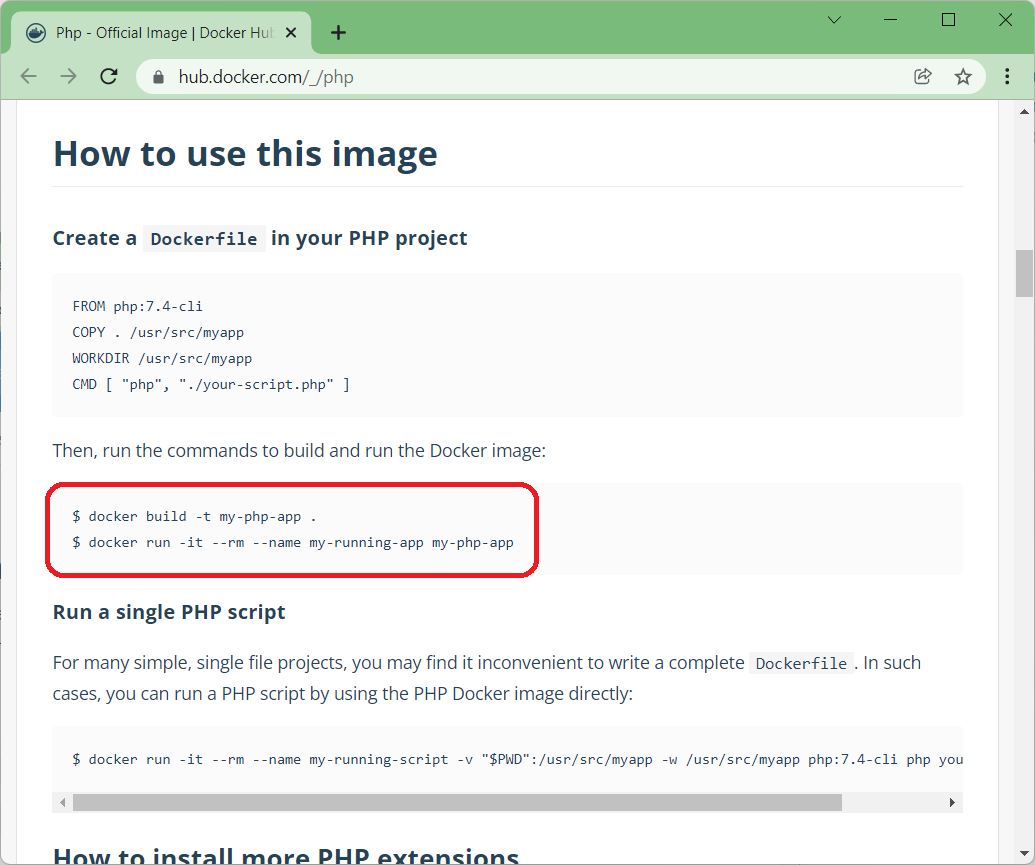 Php - Official Image | Docker Hub
hub.docker.com/_/php
How to use this image
Create a Dockerfile in your PHP project
FROM php:7.4-cli
COPY . /usr/src/myapp
WORKDIR /usr/src/myapp
CMD [ "php", "./your-script.php" ]
Then, run the commands to build and run the Docker image:
$ docker build -t my-php-app .
$ docker run -it --rm --name my-running-app my-php-app
Run a single PHP script
For many simple, single file projects, you may find it inconvenient to write a complete Dockerfile. In such
cases, you can run a PHP script by using the PHP Docker image directly:
$ docker run -it --rm --name my-running-script -v "$PWD":/usr/src/myapp -w /usr/src/myapp php:7.4-cli php you
How to install more PHP extensions